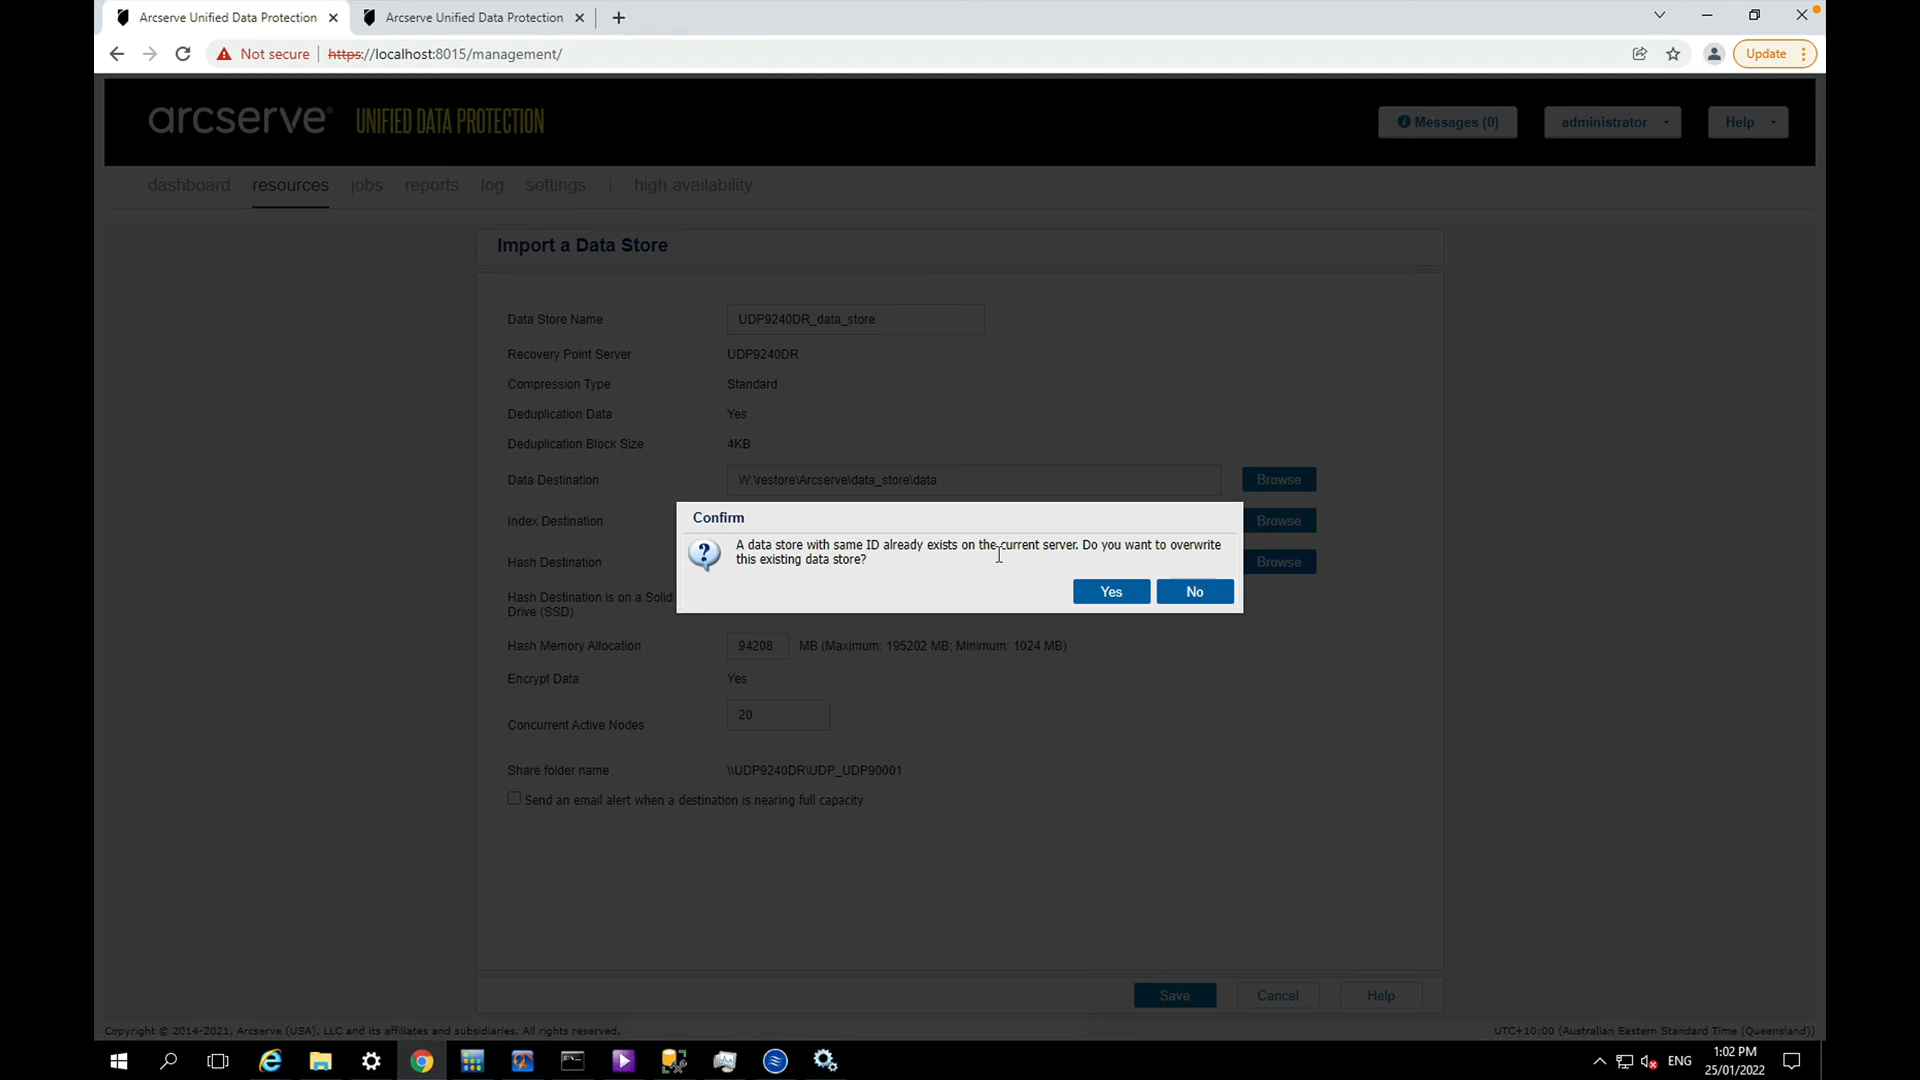 Arcserve Unified Data Protection
Arcserve Unified Data Protection
Not secure
https://localhost:8015/management/
Update
arcserve® UNIFIED DATA PROTECTION
Messages (0)
administrator
Help
dashboard
resources
jobs
reports
log
settings
|
high availability
Import a Data Store
Data Store Name
UDP9240DR_data_store
Recovery Point Server
UDP9240DR
Compression Type
Standard
Deduplication Data
Yes
Deduplication Block Size
4KB
Data Destination
W:\restore\Arcserve\data_store\data
Browse
Index Destination
Browse
Hash Destination
Browse
Confirm
A data store with same ID already exists on the current server. Do you want to overwrite
this existing data store?
Yes
No
Hash Destination is on a Solid
Drive (SSD)
Hash Memory Allocation
94208
MB (Maximum: 195202 MB; Minimum: 1024 MB)
Encrypt Data
Yes
Concurrent Active Nodes
20
Share folder name
\\UDP9240DR\UDP_UDP90001
Send an email alert when a destination is nearing full capacity
Save
Cancel
Help
Copyright © 2014-2021, Arcserve (USA), LLC and its affiliates and subsidiaries. All rights reserved.
UTC+10:00 (Australian Eastern Standard Time (Queensland))
ENG
1:02 PM
25/01/2022